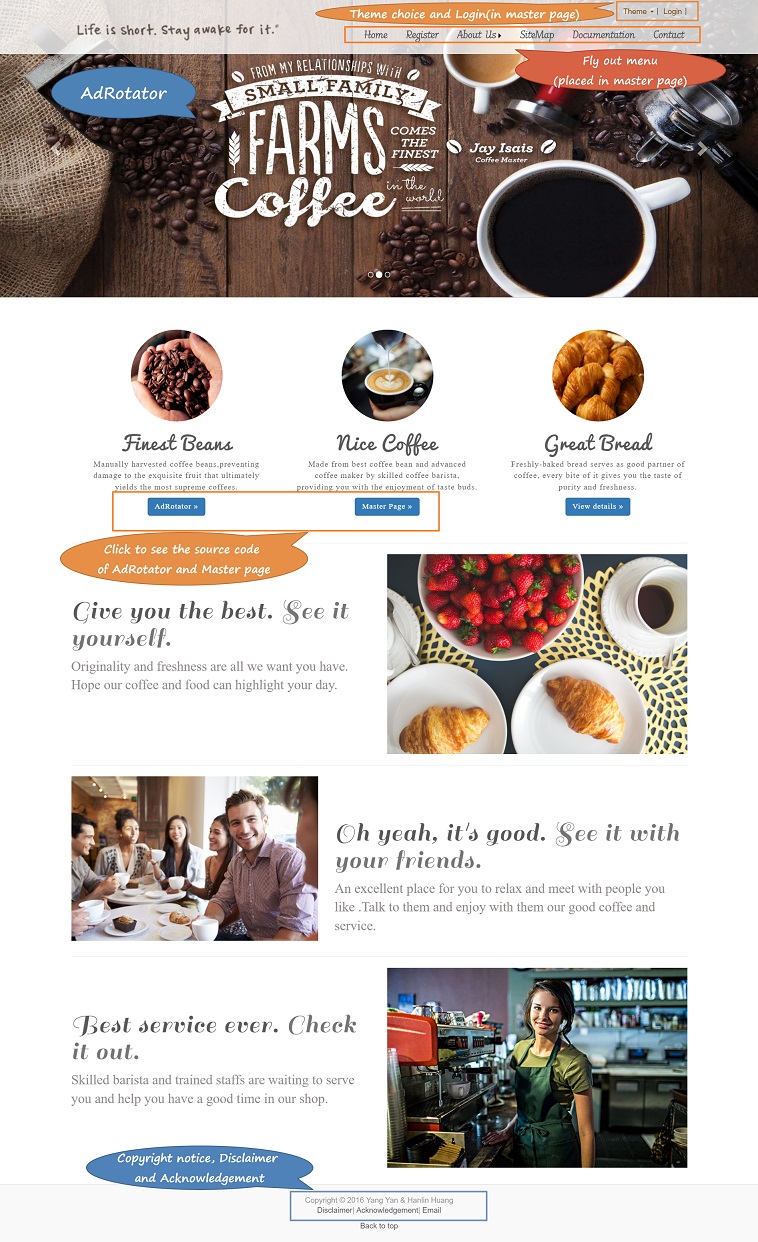 Theme choice and Login(in master page)
Theme | Login |
Life is short. Stay awake for it.®
Home Register About Us SiteMap Documentation Contact
Fly out menu
(placed in master page)
AdRotator
FROM MY RELATIONSHIPS WITH
SMALL FAMILY
FARMS
COMES
THE
FINEST
Coffee
in the
world
Jay Isais
Coffee Master
Finest Beans
Manually harvested coffee beans,preventing
damage to the exquisite fruit that ultimately
yields the most supreme coffees.
AdRotator »
Nice Coffee
Made from best coffee bean and advanced
coffee maker by skilled coffee barista,
providing you with the enjoyment of taste buds.
Master Page »
Great Bread
Freshly-baked bread serves as good partner of
coffee, every bite of it gives you the taste of
purity and freshness.
View details »
Click to see the source code
of AdRotator and Master page
Give you the best. See it
yourself.
Originality and freshness are all we want you have.
Hope our coffee and food can highlight your day.
Oh yeah, it's good. See it with
your friends.
An excellent place for you to relax and meet with people you
like .Talk to them and enjoy with them our good coffee and
service.
Best service ever. Check
it out.
Skilled barista and trained staffs are waiting to serve
you and help you have a good time in our shop.
Copyright notice, Disclaimer
and Acknowledgement
Copyright © 2016 Yang Yan & Hanlin Huang
Disclaimer| Acknowledgement| Email
Back to top